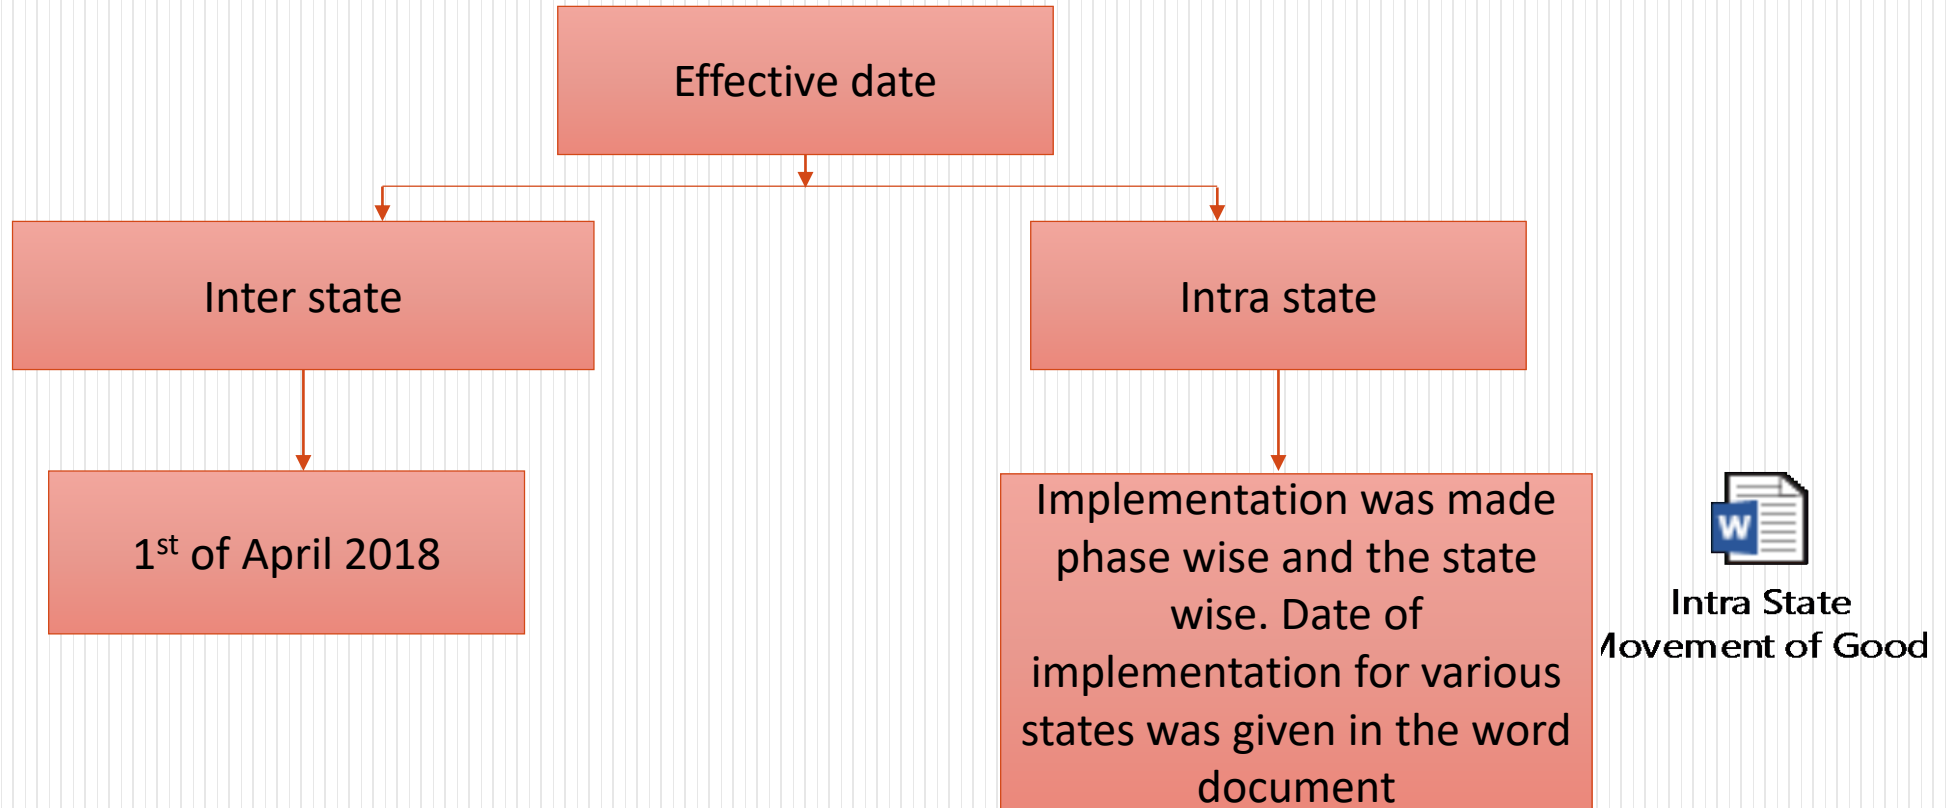 Effective date
Inter state
Intra state
1st of April 2018
Implementation was made
phase wise and the state
wise. Date of
implementation for various
states was given in the word
document
W
Intra State
Movement of Good